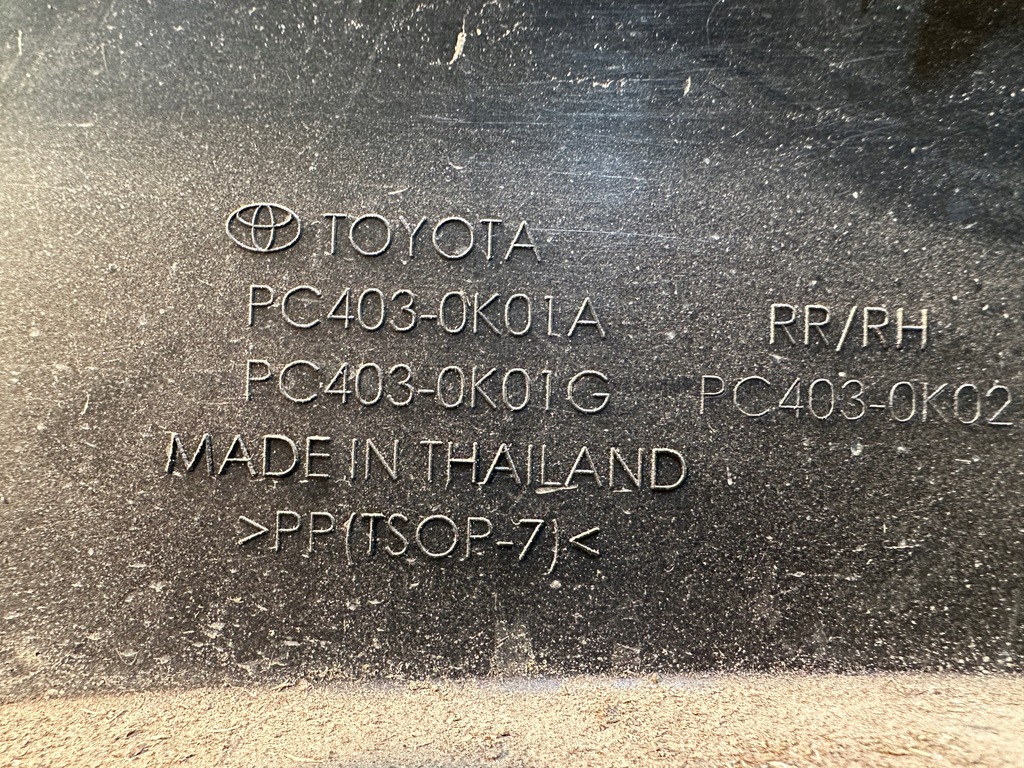 TOYOTA
PC403-0K01A
RR/RH
PC403-0K01G
PC403-0K02
MADE IN THAILAND
>PP(TSOP-7)<